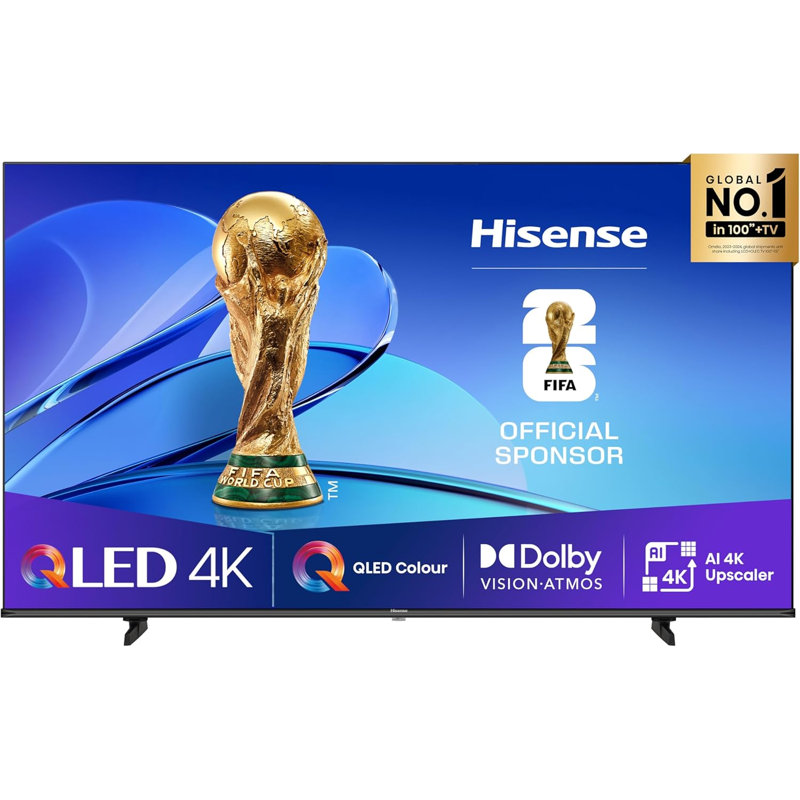 GLOBAL
NO.1
in 100"+TV
Hisense
FIFA
OFFICIAL
SPONSOR
FIFA
WORLD CUP
TM
QLED 4K
QLED Colour
Dolby
VISION·ATMOS
AI
4K
AI 4K
Upscaler
Hisense